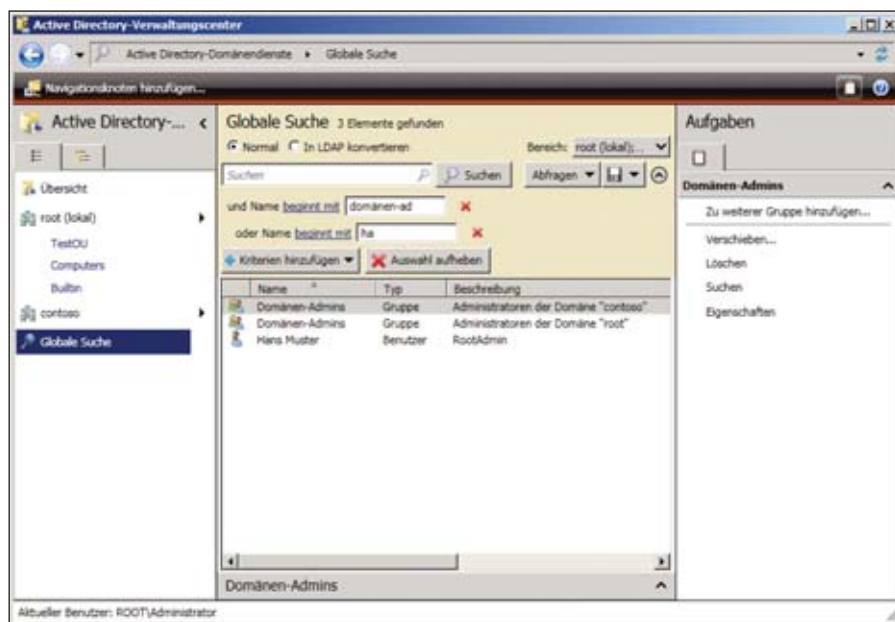 Active Directory-Verwaltungscenter
Active Directory-Domänendienste ▸ Globale Suche
Navigationsknoten hinzufügen...
Active Directory-...
Übersicht
root (lokal)
TestOU
Computers
Builtin
contoso
Globale Suche
Globale Suche 3 Elemente gefunden
Normal In LDAP konvertieren Bereich: root (lokal);...
Suchen Suchen Abfragen
und Name beginnt mit domänen-ad
oder Name beginnt mit ha
Kriterien hinzufügen Auswahl aufheben
Name Typ Beschreibung
Domänen-Admins Gruppe Administratoren der Domäne "contoso"
Domänen-Admins Gruppe Administratoren der Domäne "root"
Hans Muster Benutzer RootAdmin
Domänen-Admins
Aufgaben
Domänen-Admins
Zu weiterer Gruppe hinzufügen...
Verschieben...
Löschen
Suchen
Eigenschaften
Aktueller Benutzer: ROOT\Administrator